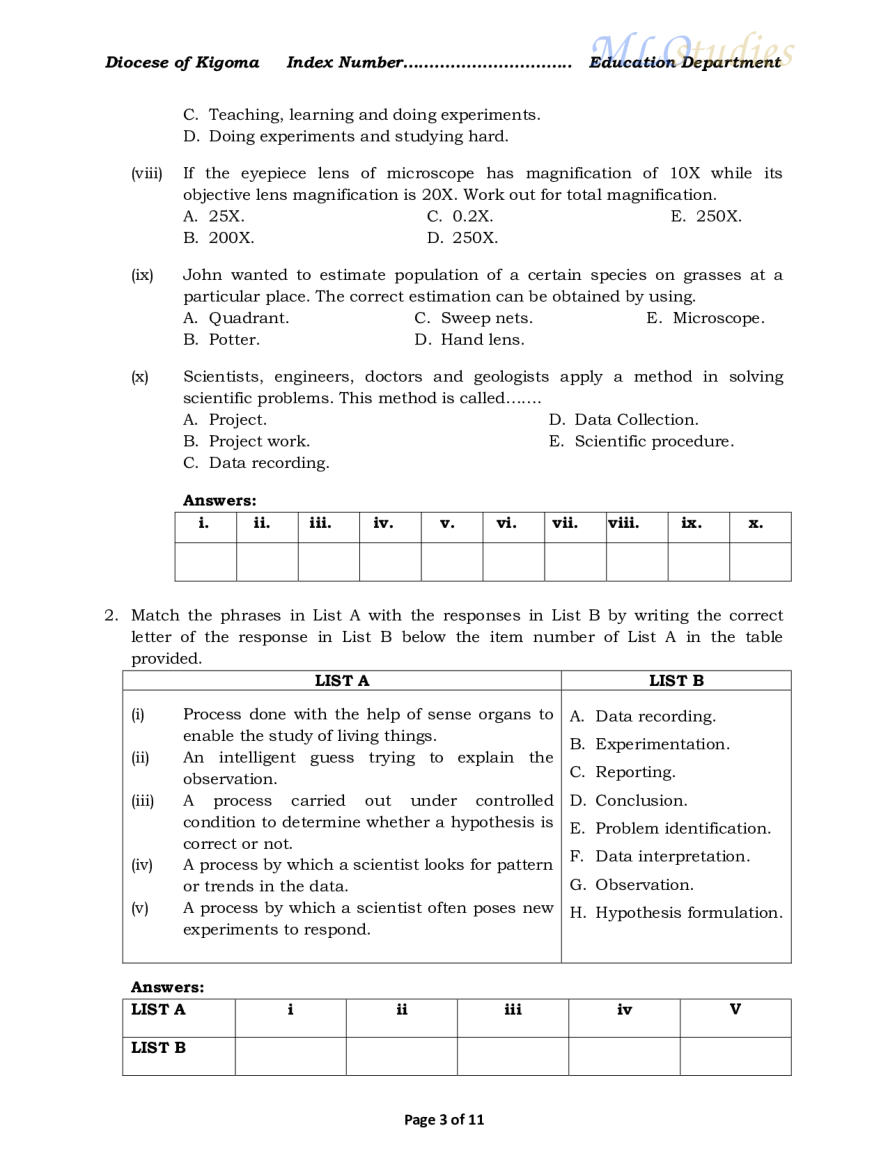 ML Studies
Diocese of Kigoma Index Number................................. Education Department
C. Teaching, learning and doing experiments.
D. Doing experiments and studying hard.
(viii) If the eyepiece lens of microscope has magnification of 10X while its
objective lens magnification is 20X. Work out for total magnification.
A. 25X. C. 0.2X. E. 250X.
B. 200X. D. 250X.
(ix) John wanted to estimate population of a certain species on grasses at a
particular place. The correct estimation can be obtained by using.
A. Quadrant. C. Sweep nets. E. Microscope.
B. Potter. D. Hand lens.
(x) Scientists, engineers, doctors and geologists apply a method in solving
scientific problems. This method is called…….
A. Project. D. Data Collection.
B. Project work. E. Scientific procedure.
C. Data recording.
Answers:
i. ii. iii. iv. v. vi. vii. viii. ix. x.
2. Match the phrases in List A with the responses in List B by writing the correct
letter of the response in List B below the item number of List A in the table
provided.
LIST A LIST B
(i) Process done with the help of sense organs to
enable the study of living things.
(ii) An intelligent guess trying to explain the
observation.
(iii) A process carried out under controlled
condition to determine whether a hypothesis is
correct or not.
(iv) A process by which a scientist looks for pattern
or trends in the data.
(v) A process by which a scientist often poses new
experiments to respond.
A. Data recording.
B. Experimentation.
C. Reporting.
D. Conclusion.
E. Problem identification.
F. Data interpretation.
G. Observation.
H. Hypothesis formulation.
Answers:
LIST A i ii iii iv V
LIST B
Page 3 of 11